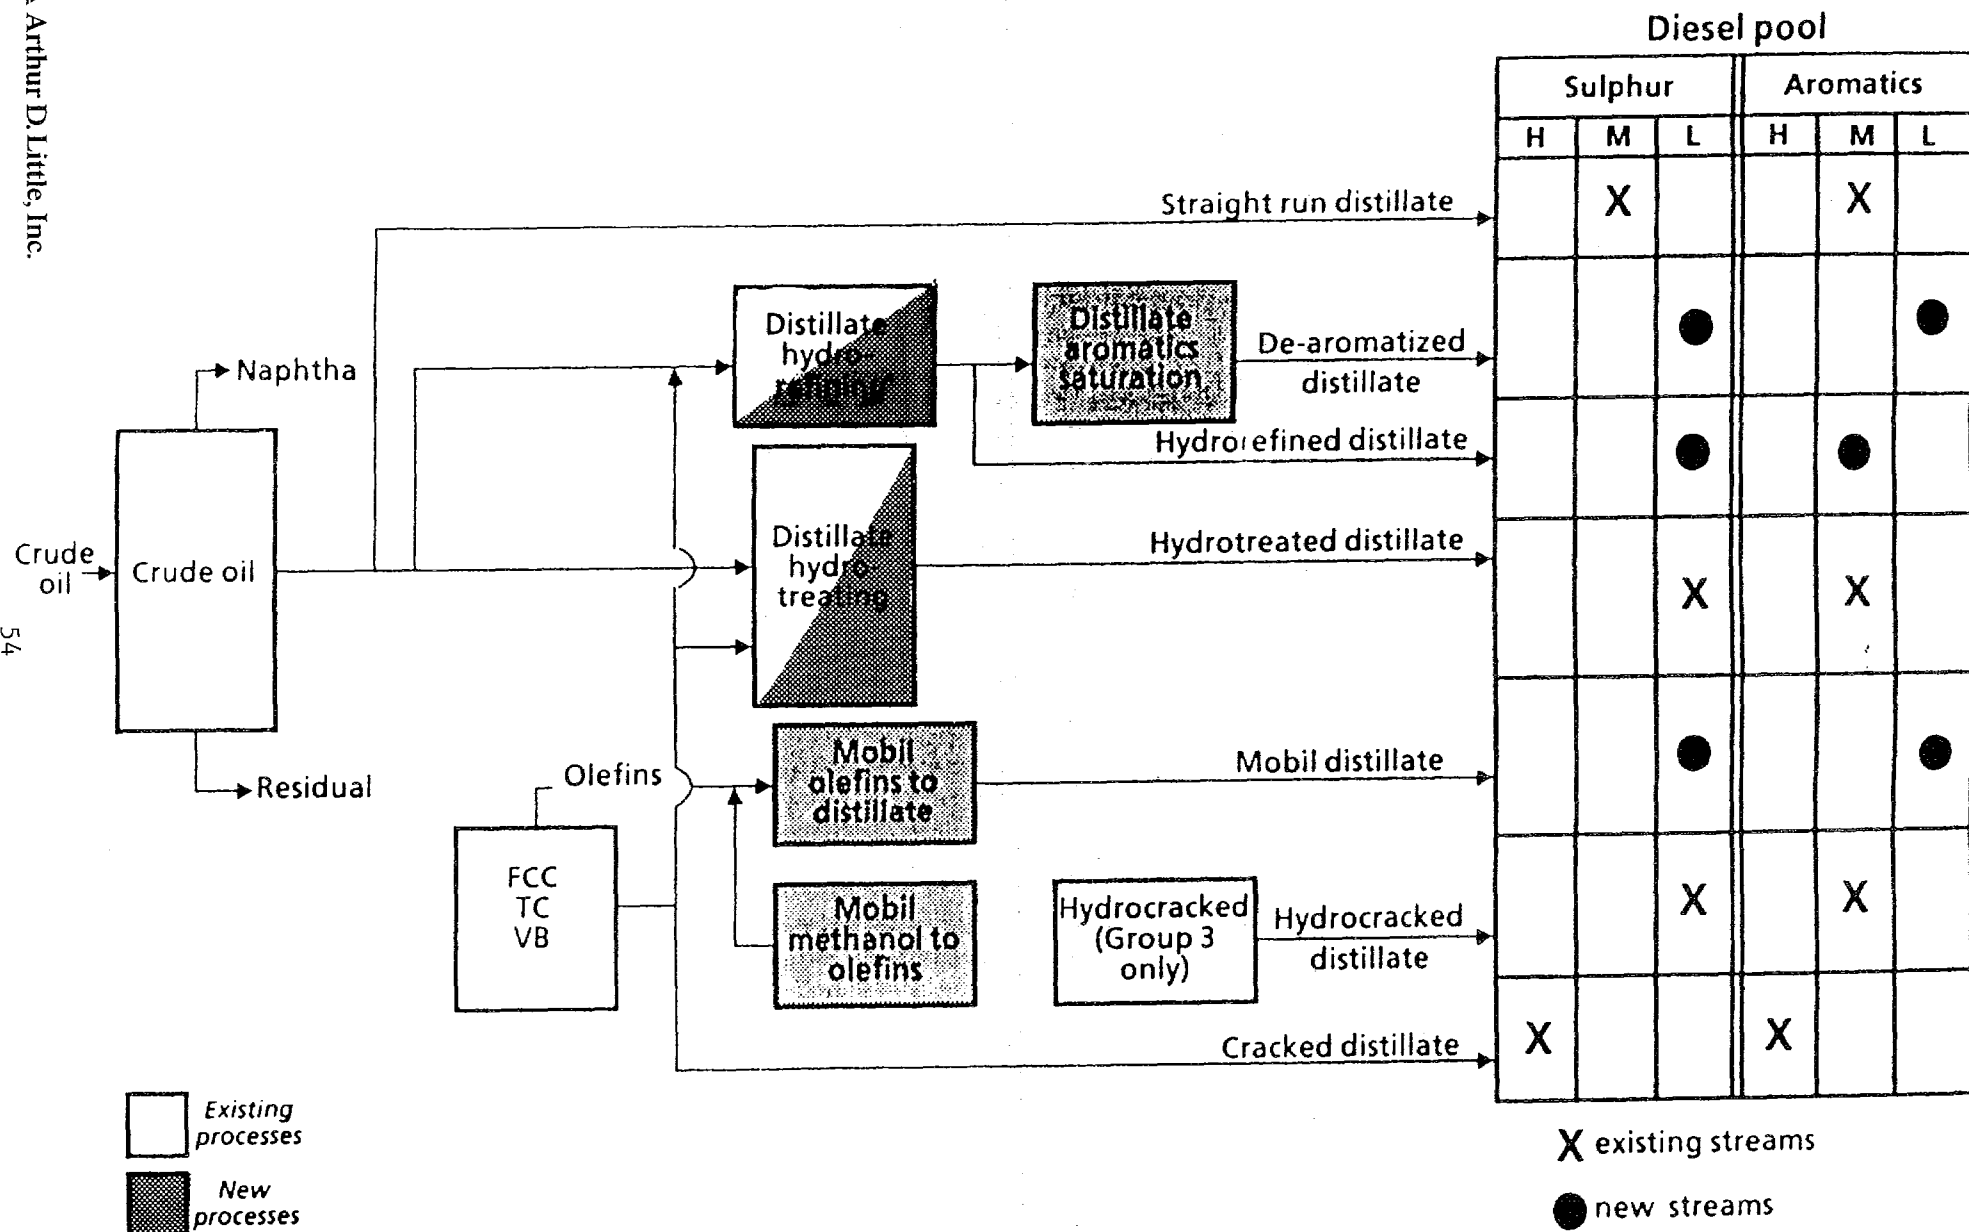 Arthur D. Little, Inc.
54
Diesel pool
Sulphur
Aromatics
H
M
L
H
M
L
Straight run distillate
X
X
Distillate
hydro-
refining
Distillate
aromatics
saturation
De-aromatized
distillate
Naphtha
Hydrorefined distillate
Crude
oil
Crude oil
Distillate
hydro-
treating
Hydrotreated distillate
X
X
Residual
Olefins
Mobil
olefins to
distillate
Mobil distillate
FCC
TC
VB
Mobil
methanol to
olefins
Hydrocracked
(Group 3
only)
Hydrocracked
distillate
X
X
Cracked distillate
X
X
Existing
processes
New
processes
X existing streams
new streams